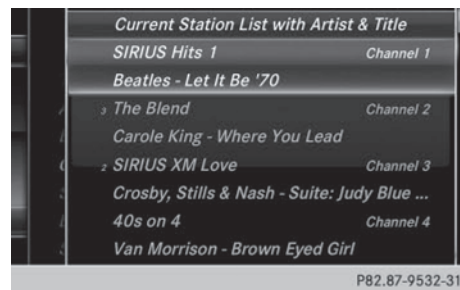 Current Station List with Artist & Title
SIRIUS Hits 1 Channel 1
Beatles - Let It Be '70
3 The Blend Channel 2
Carole King - Where You Lead
2 SIRIUS XM Love Channel 3
Crosby, Stills & Nash - Suite: Judy Blue ...
40s on 4 Channel 4
Van Morrison - Brown Eyed Girl
P82.87-9532-31